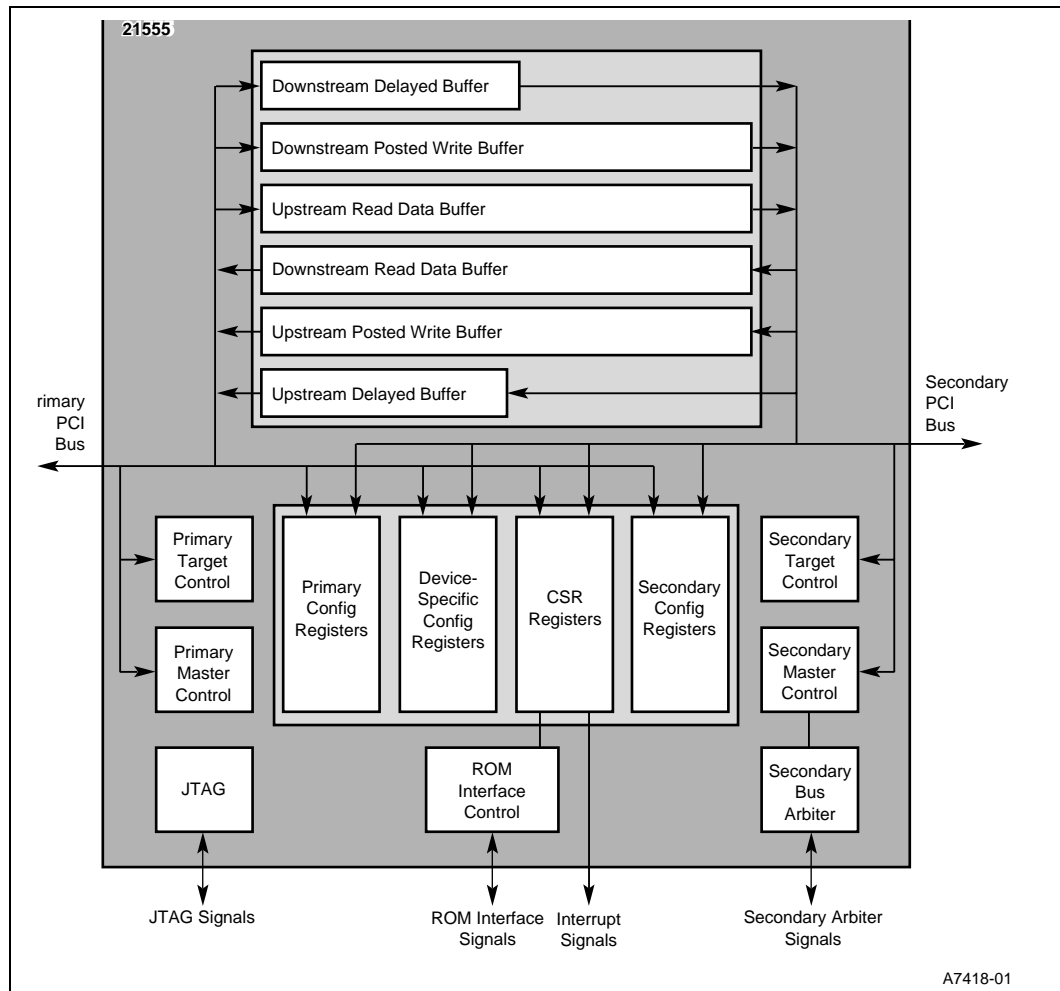 21555
Downstream Delayed Buffer
Downstream Posted Write Buffer
Upstream Read Data Buffer
Downstream Read Data Buffer
Upstream Posted Write Buffer
Upstream Delayed Buffer
rimary
PCI
Bus
Secondary
PCI
Bus
Primary
Target
Control
Primary
Master
Control
Primary
Config
Registers
Device-
Specific
Config
Registers
CSR
Registers
Secondary
Config
Registers
Secondary
Target
Control
Secondary
Master
Control
JTAG
ROM
Interface
Control
Secondary
Bus
Arbiter
JTAG Signals
ROM Interface
Signals
Interrupt
Signals
Secondary Arbiter
Signals
A7418-01